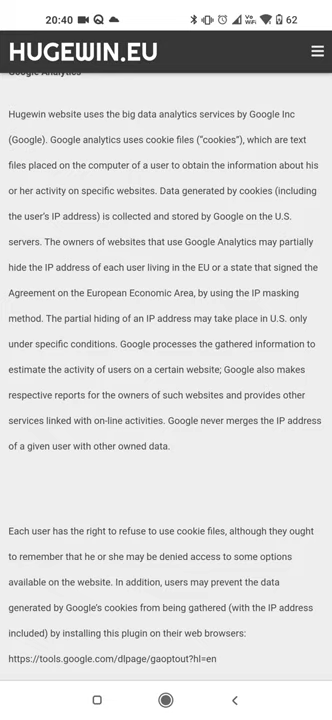 20:40 Vo WiFi 62
HUGEWIN.EU
Google Analytics
Hugewin website uses the big data analytics services by Google Inc
(Google). Google analytics uses cookie files (“cookies”), which are text
files placed on the computer of a user to obtain the information about his
or her activity on specific websites. Data generated by cookies (including
the user’s IP address) is collected and stored by Google on the U.S.
servers. The owners of websites that use Google Analytics may partially
hide the IP address of each user living in the EU or a state that signed the
Agreement on the European Economic Area, by using the IP masking
method. The partial hiding of an IP address may take place in U.S. only
under specific conditions. Google processes the gathered information to
estimate the activity of users on a certain website; Google also makes
respective reports for the owners of such websites and provides other
services linked with on-line activities. Google never merges the IP address
of a given user with other owned data.
Each user has the right to refuse to use cookie files, although they ought
to remember that he or she may be denied access to some options
available on the website. In addition, users may prevent the data
generated by Google’s cookies from being gathered (with the IP address
included) by installing this plugin on their web browsers:
https://tools.google.com/dlpage/gaoptout?hl=en